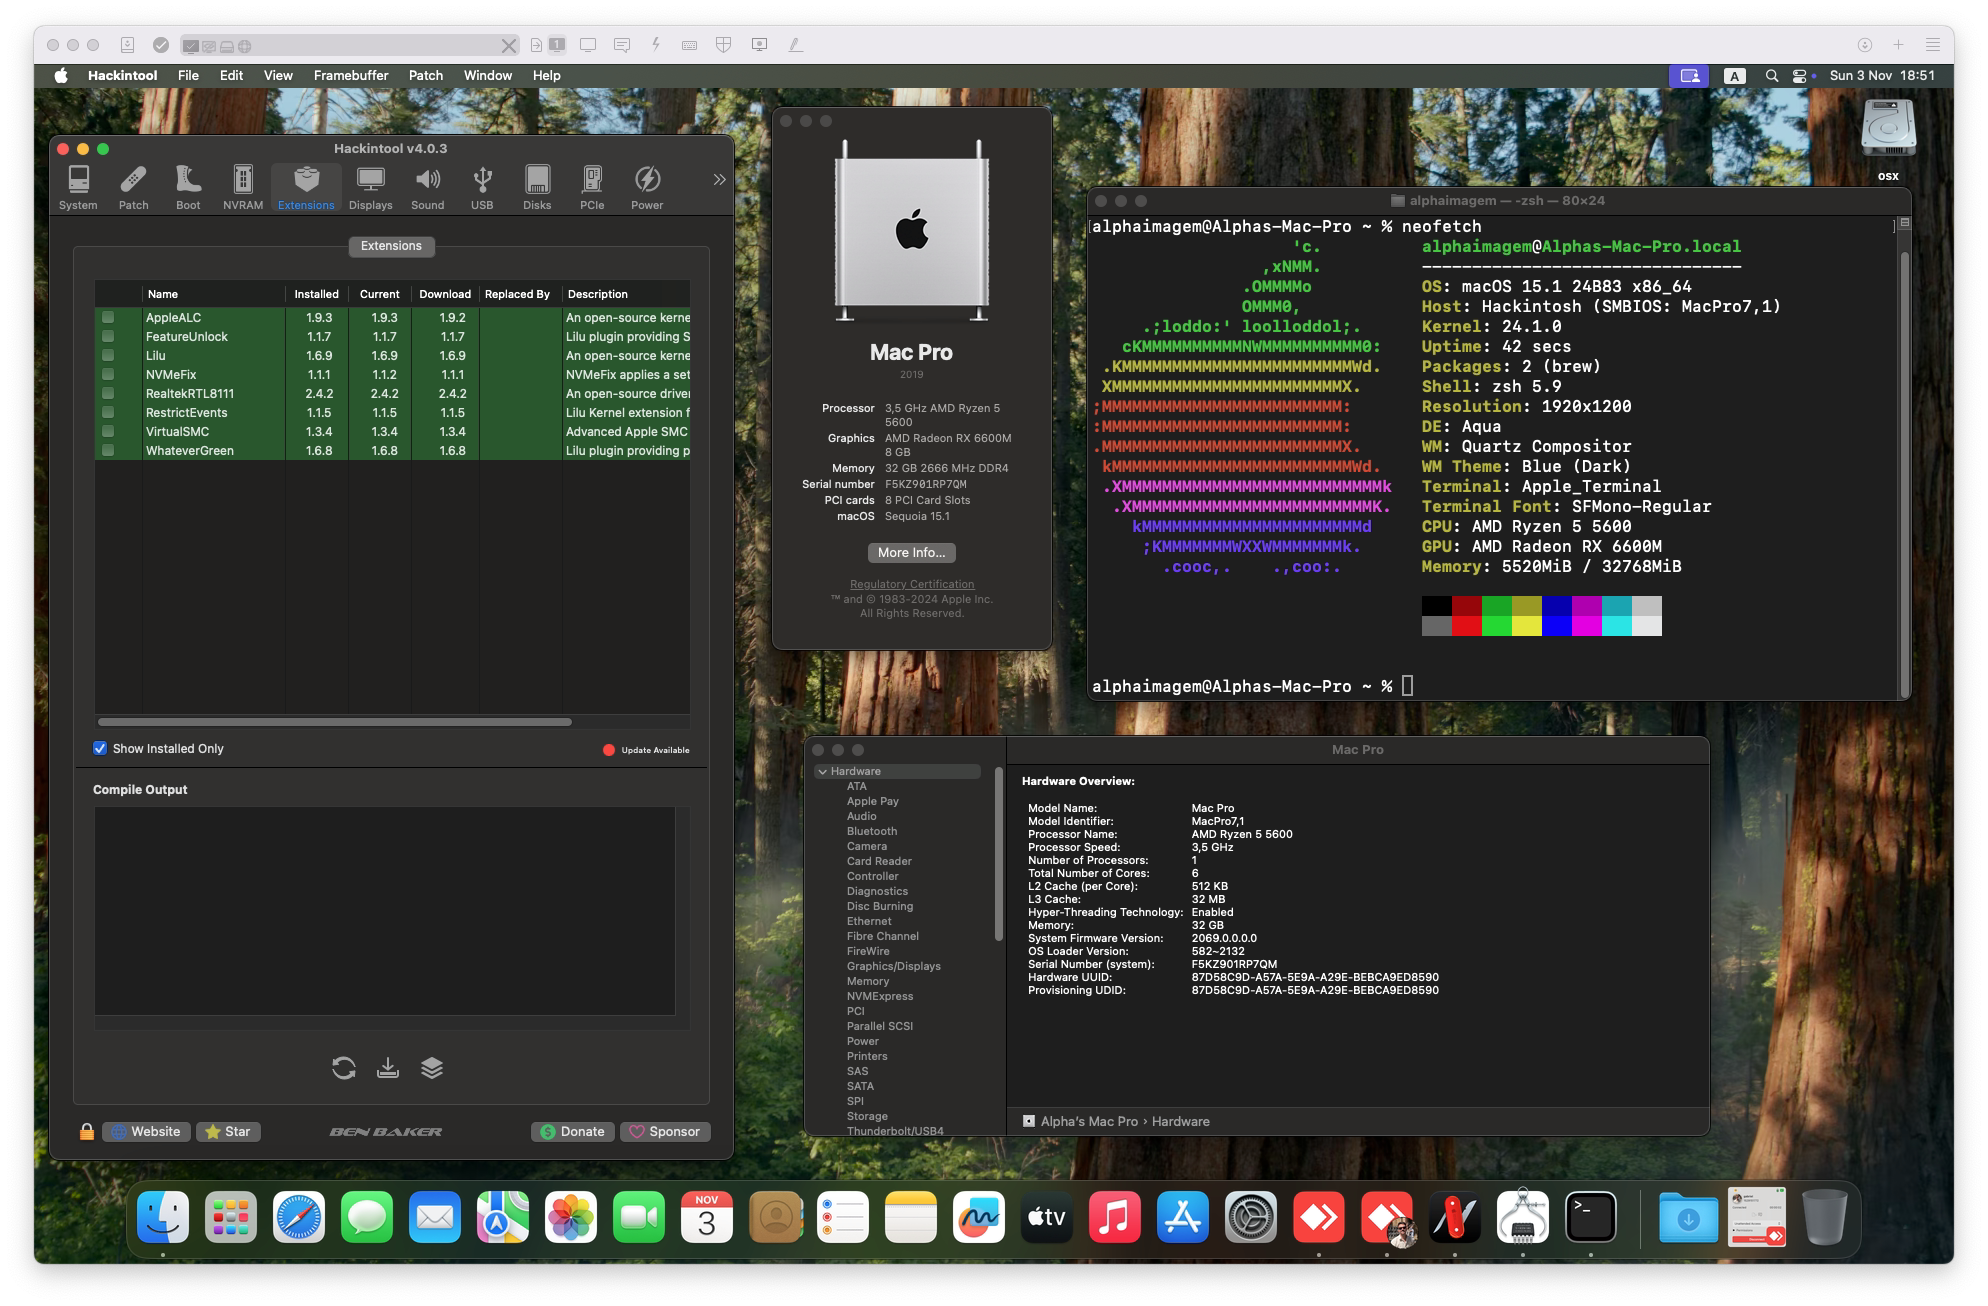 1
Hackintool File Edit View Framebuffer Patch Window Help
A
Sun 3 Nov 18:51
osx
Hackintool v4.0.3
System Patch Boot NVRAM Extensions Displays Sound USB Disks PCIe Power
Extensions
Name Installed Current Download Replaced By Description
AppleALC 1.9.3 1.9.3 1.9.2 An open-source kerne
FeatureUnlock 1.1.7 1.1.7 1.1.7 Lilu plugin providing S
Lilu 1.6.9 1.6.9 1.6.9 An open-source kerne
NVMeFix 1.1.1 1.1.2 1.1.1 NVMeFix applies a set
RealtekRTL8111 2.4.2 2.4.2 2.4.2 An open-source driver
RestrictEvents 1.1.5 1.1.5 1.1.5 Lilu Kernel extension f
VirtualSMC 1.3.4 1.3.4 1.3.4 Advanced Apple SMC
WhateverGreen 1.6.8 1.6.8 1.6.8 Lilu plugin providing p
Show Installed Only
Update Available
Compile Output
Website
Star
BEN BAKER
Donate
Sponsor
Mac Pro
2019
Processor 3,5 GHz AMD Ryzen 5
5600
Graphics AMD Radeon RX 6600M
8 GB
Memory 32 GB 2666 MHz DDR4
Serial number F5KZ901RP7QM
PCI cards 8 PCI Card Slots
macOS Sequoia 15.1
More Info...
Regulatory Certification
™ and © 1983-2024 Apple Inc.
All Rights Reserved.
alphaimagem — -zsh — 80×24
[alphaimagem@Alphas-Mac-Pro ~ % neofetch ]
'c. alphaimagem@Alphas-Mac-Pro.local
,xNMM. --------------------------------
.OMMMMo OS: macOS 15.1 24B83 x86_64
OMMM0, Host: Hackintosh (SMBIOS: MacPro7,1)
.;loddo:' loolloddol;. Kernel: 24.1.0
cKMMMMMMMMMMNWMMMMMMMMMM0: Uptime: 42 secs
.KMMMMMMMMMMMMMMMMMMMMMMMWd. Packages: 2 (brew)
XMMMMMMMMMMMMMMMMMMMMMMMX. Shell: zsh 5.9
;MMMMMMMMMMMMMMMMMMMMMMMM: Resolution: 1920x1200
:MMMMMMMMMMMMMMMMMMMMMMMM: DE: Aqua
.MMMMMMMMMMMMMMMMMMMMMMMMX. WM: Quartz Compositor
kMMMMMMMMMMMMMMMMMMMMMMMMWd. WM Theme: Blue (Dark)
.XMMMMMMMMMMMMMMMMMMMMMMMMMMk Terminal: Apple_Terminal
.XMMMMMMMMMMMMMMMMMMMMMMMMK. Terminal Font: SFMono-Regular
kMMMMMMMMMMMMMMMMMMMMMMd CPU: AMD Ryzen 5 5600
;KMMMMMMMWXXWMMMMMMMk. GPU: AMD Radeon RX 6600M
.cooc,. .,coo:. Memory: 5520MiB / 32768MiB
alphaimagem@Alphas-Mac-Pro ~ %
Mac Pro
Hardware
ATA
Apple Pay
Audio
Bluetooth
Camera
Card Reader
Controller
Diagnostics
Disc Burning
Ethernet
Fibre Channel
FireWire
Graphics/Displays
Memory
NVMExpress
PCI
Parallel SCSI
Power
Printers
SAS
SATA
SPI
Storage
Thunderbolt/USB4
Hardware Overview:
Model Name: Mac Pro
Model Identifier: MacPro7,1
Processor Name: AMD Ryzen 5 5600
Processor Speed: 3,5 GHz
Number of Processors: 1
Total Number of Cores: 6
L2 Cache (per Core): 512 KB
L3 Cache: 32 MB
Hyper-Threading Technology: Enabled
Memory: 32 GB
System Firmware Version: 2069.0.0.0.0
OS Loader Version: 582~2132
Serial Number (system): F5KZ901RP7QM
Hardware UUID: 87D58C9D-A57A-5E9A-A29E-BEBCA9ED8590
Provisioning UDID: 87D58C9D-A57A-5E9A-A29E-BEBCA9ED8590
Alpha's Mac Pro › Hardware
NOV
3
tv
>_